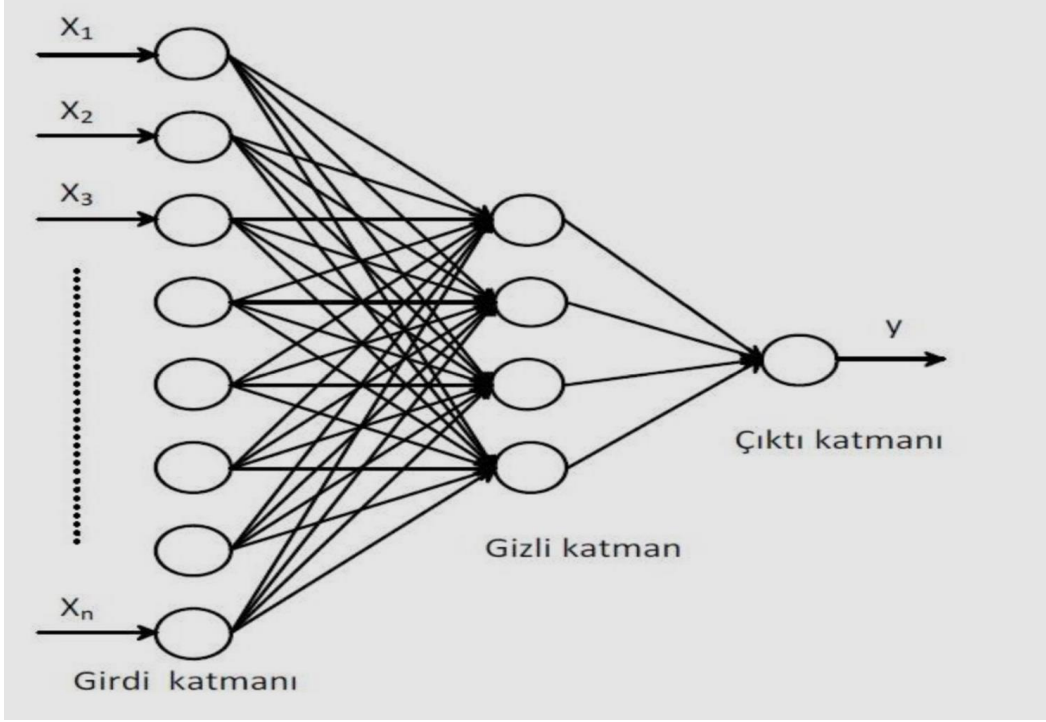 X₁
X₂
X₃
y
Çıktı katmanı
Gizli katman
Xₙ
Girdi katmanı